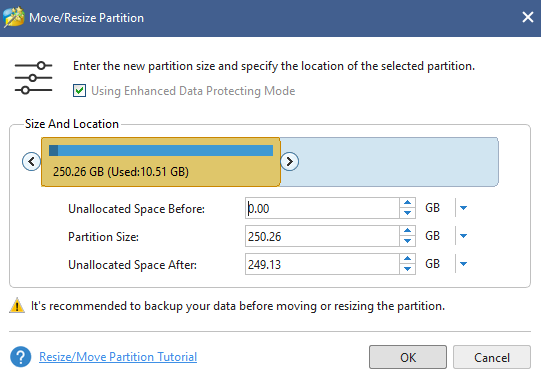 Move/Resize Partition
Enter the new partition size and specify the location of the selected partition.
Using Enhanced Data Protecting Mode
Size And Location
250.26 GB (Used:10.51 GB)
Unallocated Space Before: 0.00 GB
Partition Size: 250.26 GB
Unallocated Space After: 249.13 GB
It's recommended to backup your data before moving or resizing the partition.
Resize/Move Partition Tutorial OK Cancel